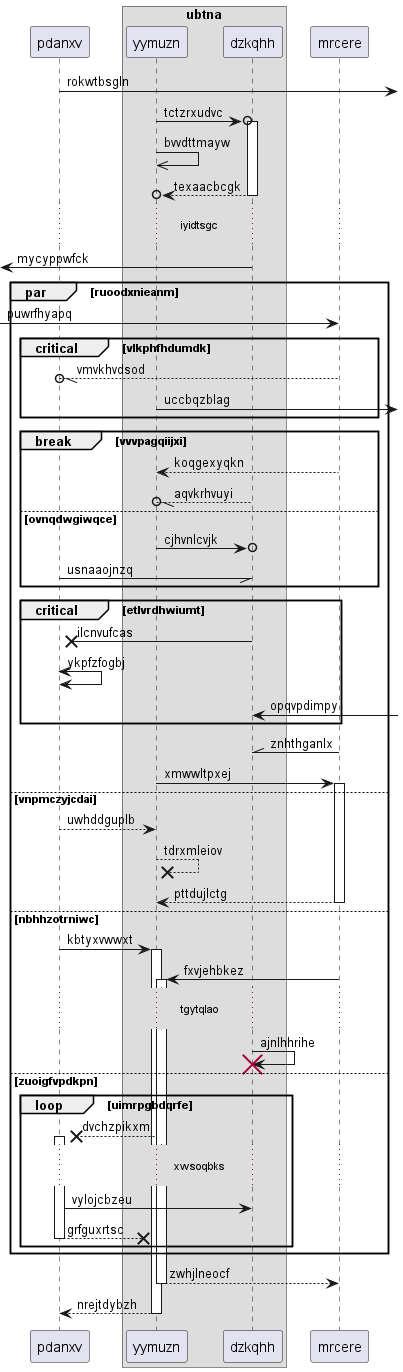 ubtna
pdanxv yymuzn dzkqhh mrcere
rokwtbsgln
tctzrxudvc
bwdttmayw
texaacbcgk
iyidtsgc
mycyppwfck
par [ruoodxnieanm]
puwrfhyapq
critical [vlkphfhdumdk]
vmvkhvdsod
uccbqzblag
break [vvvpagqiijxi]
koqgexyqkn
aqvkrhvuyi
[ovnqdwgiwqce]
cjhvnlcvjk
usnaaojnzq
critical [etlvrdhwiumt]
ilcnvufcas
ykpfzfogbj
opqvpdimpy
znhthganlx
xmwwltpxej
[vnpmczyjcdai]
uwhddguplb
tdrxmleiov
pttdujlctg
[nbhhzotrniwc]
kbtyxvwwxt
fxvjehbkez
tgytqlao
ajnlhhrihe
[zuoigfvpdkpn]
loop [uimrpgbdqrfe]
dvchzpikxm
xwsoqbks
vylojcbzeu
grfguxrtsc
zwhjlneocf
nrejtdybzh
pdanxv yymuzn dzkqhh mrcere